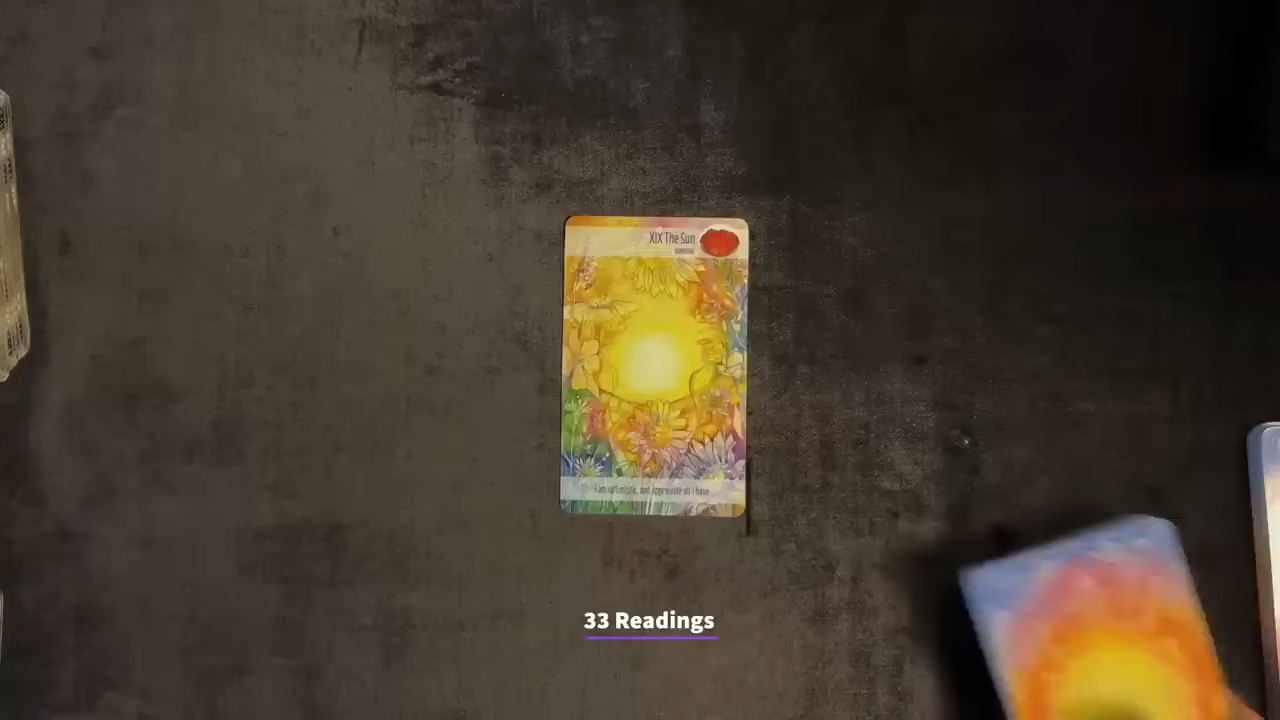 XIX The Sun
I am optimistic, and appreciate all I have
33 Readings